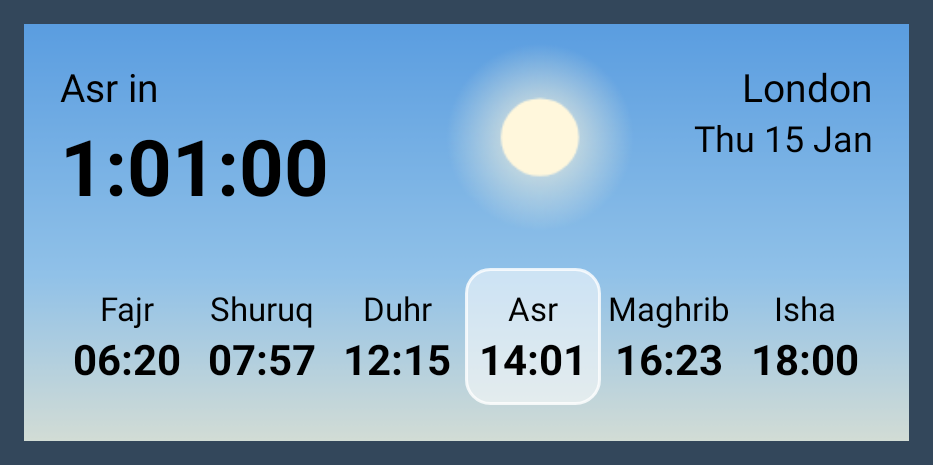 Asr in
1:01:00
London
Thu 15 Jan
Fajr Shuruq Duhr Asr Maghrib Isha
06:20 07:57 12:15 14:01 16:23 18:00